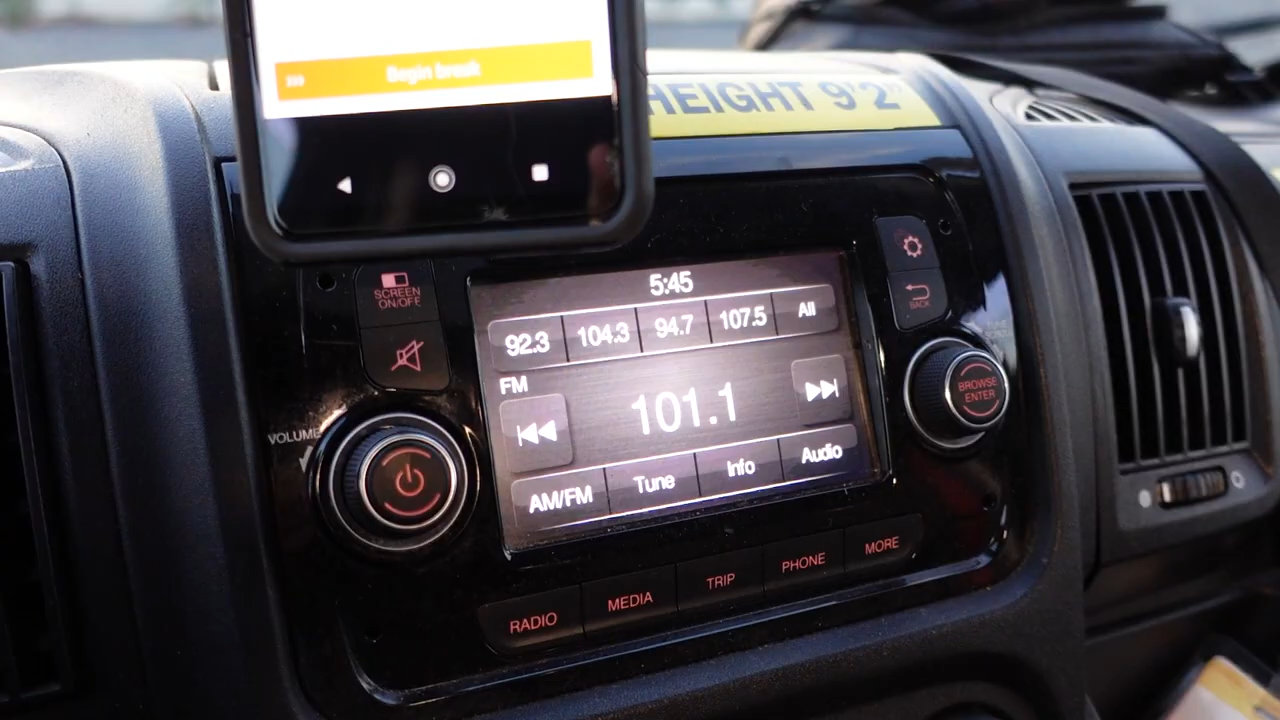 Begin break
HEIGHT 9'2"
SCREEN
ON/OFF
BACK
5:45
92.3 104.3 94.7 107.5 All
FM
101.1
AM/FM Tune Info Audio
VOLUME
BROWSE
ENTER
RADIO MEDIA TRIP PHONE MORE